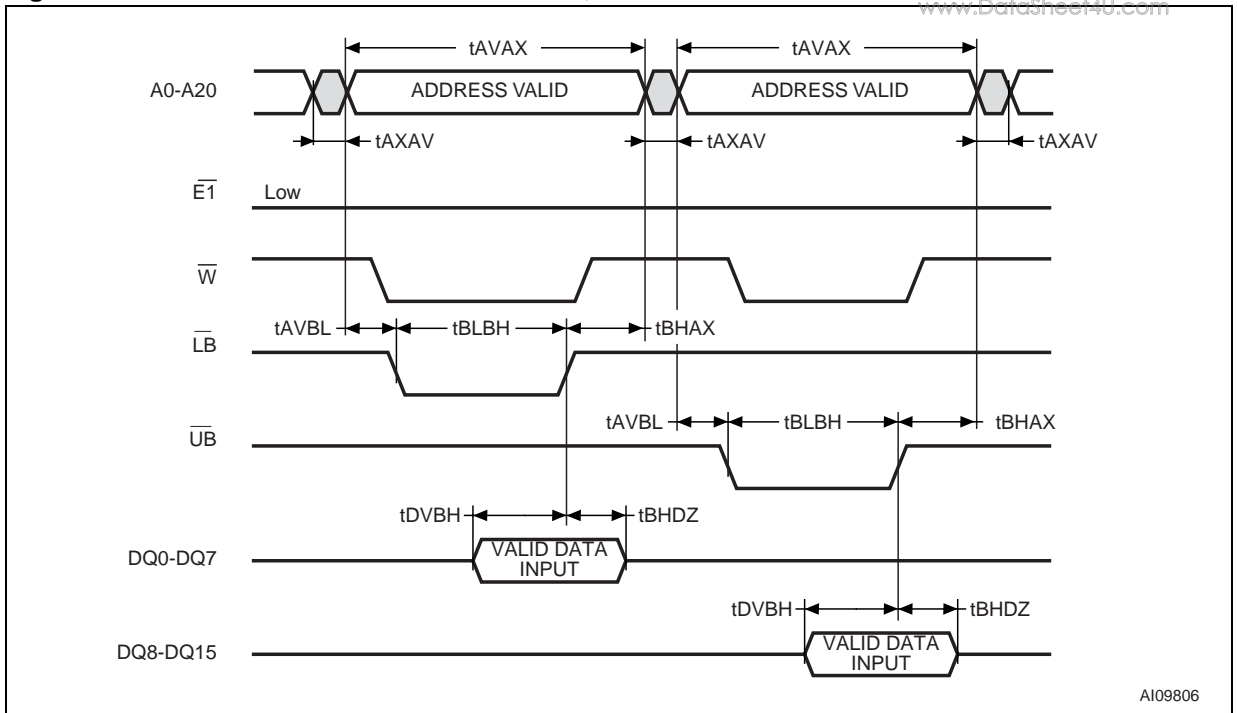 www.DataSheet4U.com
tAVAX tAVAX
A0-A20 ADDRESS VALID ADDRESS VALID
tAXAV tAXAV tAXAV
E1 Low
W
tAVBL tBLBH tBHAX
LB
tAVBL tBLBH tBHAX
UB
tDVBH tBHDZ
DQ0-DQ7 VALID DATA
INPUT
tDVBH tBHDZ
DQ8-DQ15 VALID DATA
INPUT
AI09806